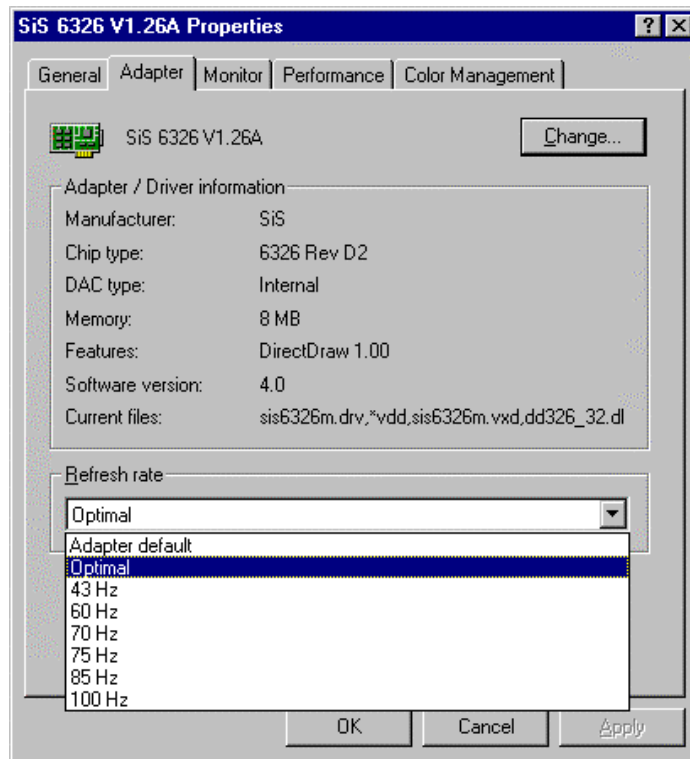 SiS 6326 V1.26A Properties
General Adapter Monitor Performance Color Management
SiS 6326 V1.26A
Change...
Adapter / Driver information
Manufacturer: SiS
Chip type: 6326 Rev D2
DAC type: Internal
Memory: 8 MB
Features: DirectDraw 1.00
Software version: 4.0
Current files: sis6326m.drv,*vdd,sis6326m.vxd,dd326_32.dl
Refresh rate
Optimal
Adapter default
Optimal
43 Hz
60 Hz
70 Hz
75 Hz
85 Hz
100 Hz
OK Cancel Apply